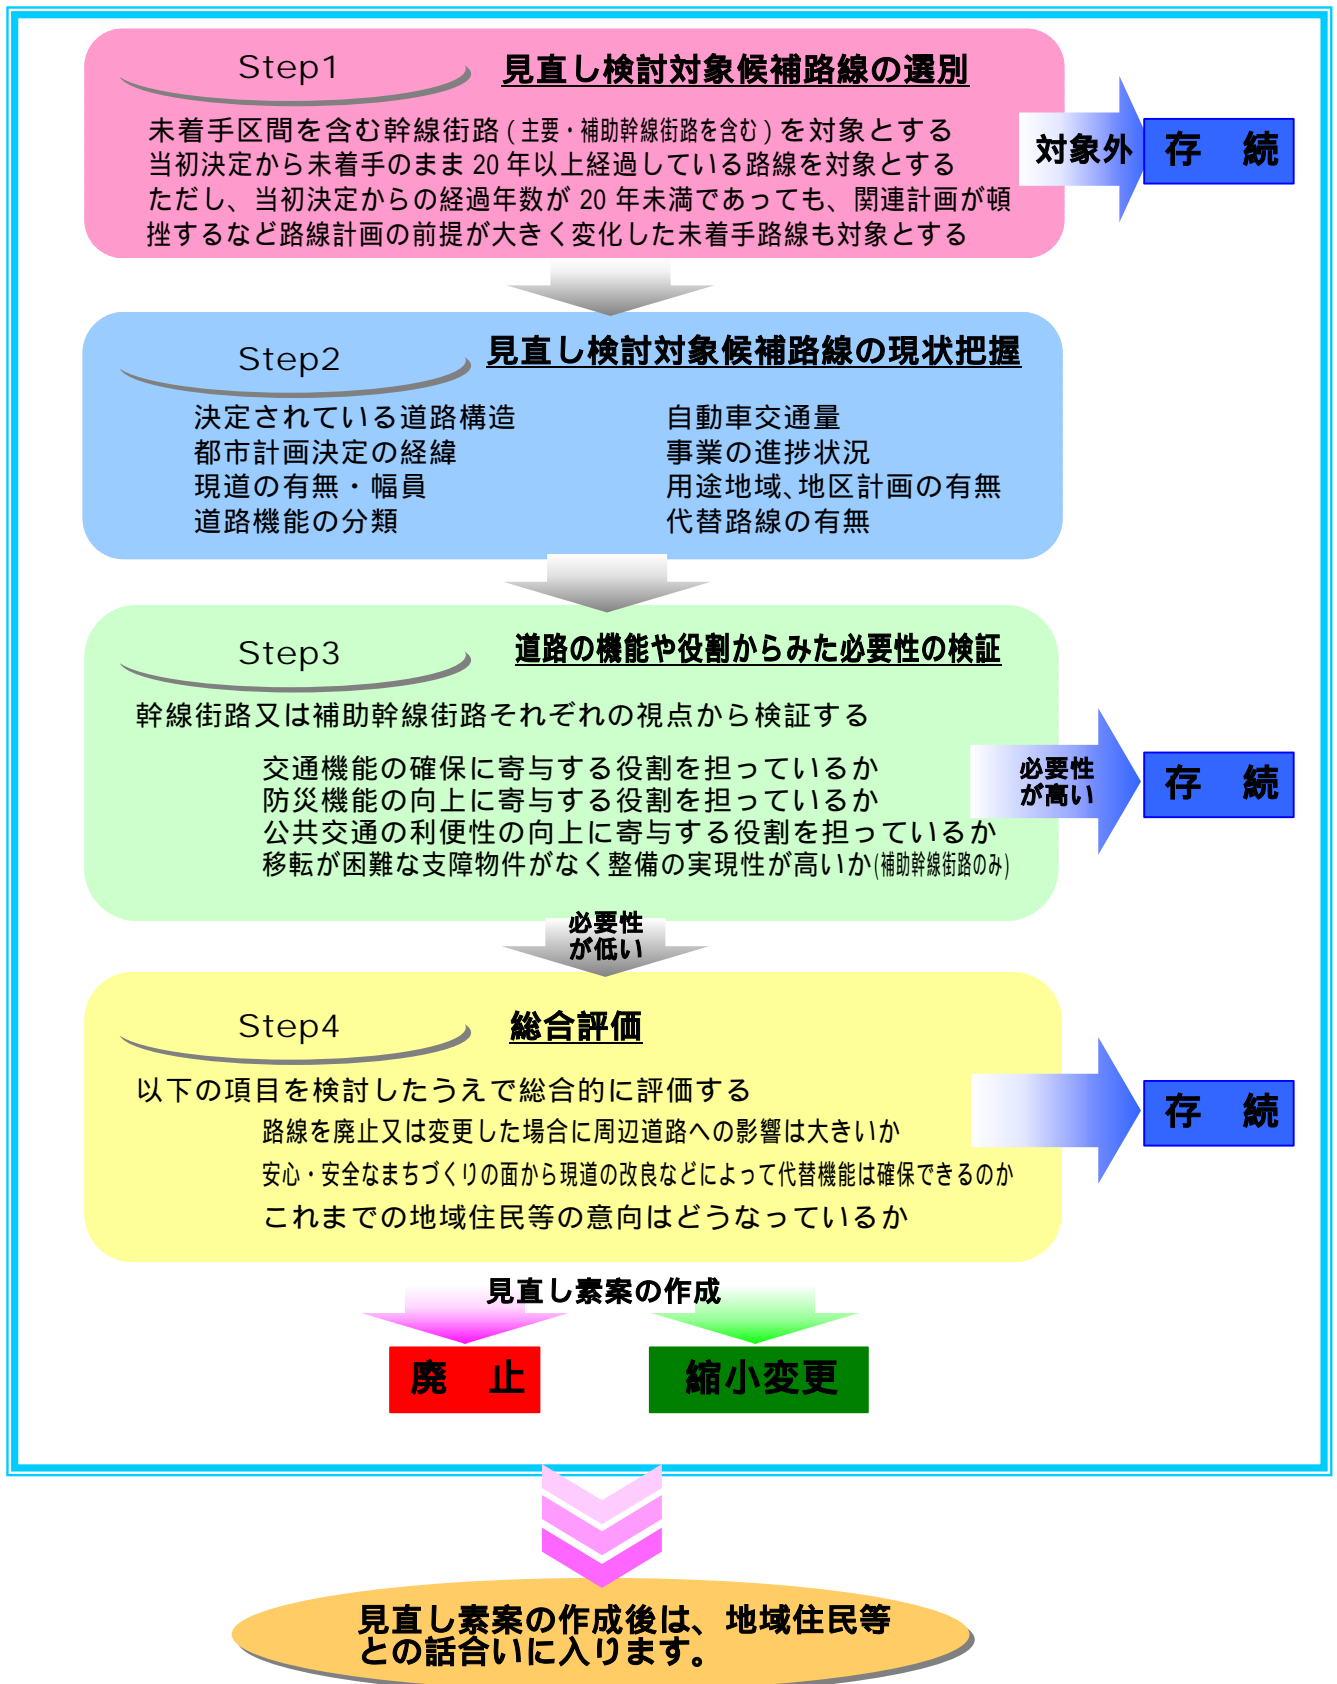 Step1
見直し検討対象候補路線の選別
未着手区間を含む幹線街路(主要・補助幹線街路を含む)を対象とする
当初決定から未着手のまま20年以上経過している路線を対象とする
ただし、当初決定からの経過年数が20年未満であっても、関連計画が頓
挫するなど路線計画の前提が大きく変化した未着手路線も対象とする
対象外
存 続
Step2
見直し検討対象候補路線の現状把握
決定されている道路構造
都市計画決定の経緯
現道の有無・幅員
道路機能の分類
自動車交通量
事業の進捗状況
用途地域、地区計画の有無
代替路線の有無
Step3
道路の機能や役割からみた必要性の検証
幹線街路又は補助幹線街路それぞれの視点から検証する
交通機能の確保に寄与する役割を担っているか
防災機能の向上に寄与する役割を担っているか
公共交通の利便性の向上に寄与する役割を担っているか
移転が困難な支障物件がなく整備の実現性が高いか(補助幹線街路のみ)
必要性
が高い
存 続
必要性
が低い
Step4
総合評価
以下の項目を検討したうえで総合的に評価する
路線を廃止又は変更した場合に周辺道路への影響は大きいか
安心・安全なまちづくりの面から現道の改良などによって代替機能は確保できるのか
これまでの地域住民等の意向はどうなっているか
存 続
見直し素案の作成
廃 止
縮小変更
見直し素案の作成後は、地域住民等
との話合いに入ります。